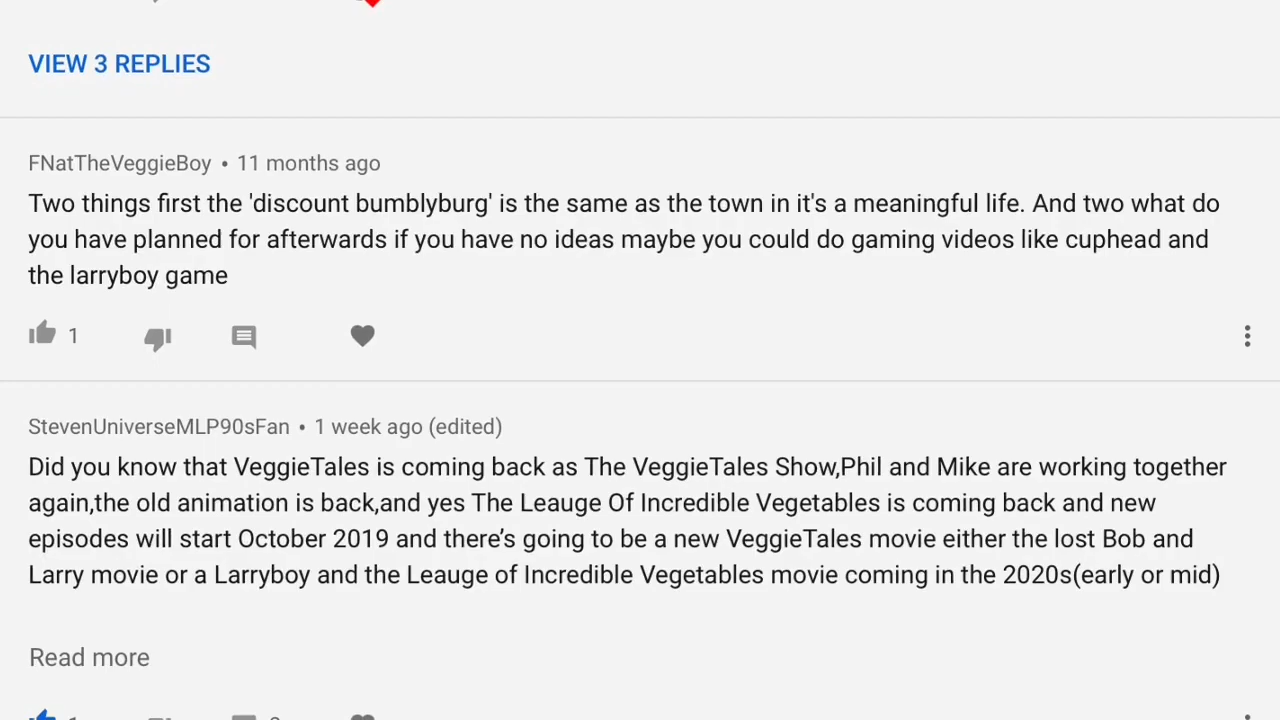 VIEW 3 REPLIES
FNatTheVeggieBoy • 11 months ago
Two things first the 'discount bumblyburg' is the same as the town in it's a meaningful life. And two what do
you have planned for afterwards if you have no ideas maybe you could do gaming videos like cuphead and
the larryboy game
1
StevenUniverseMLP90sFan • 1 week ago (edited)
Did you know that VeggieTales is coming back as The VeggieTales Show,Phil and Mike are working together
again,the old animation is back,and yes The Leauge Of Incredible Vegetables is coming back and new
episodes will start October 2019 and there’s going to be a new VeggieTales movie either the lost Bob and
Larry movie or a Larryboy and the Leauge of Incredible Vegetables movie coming in the 2020s(early or mid)
Read more